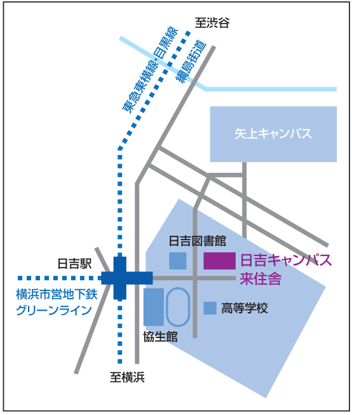 至渋谷
東急東横線・目黒線
綱島街道
矢上キャンパス
日吉図書館
日吉キャンパス
来往舎
日吉駅
横浜市営地下鉄
グリーンライン
高等学校
協生館
至横浜